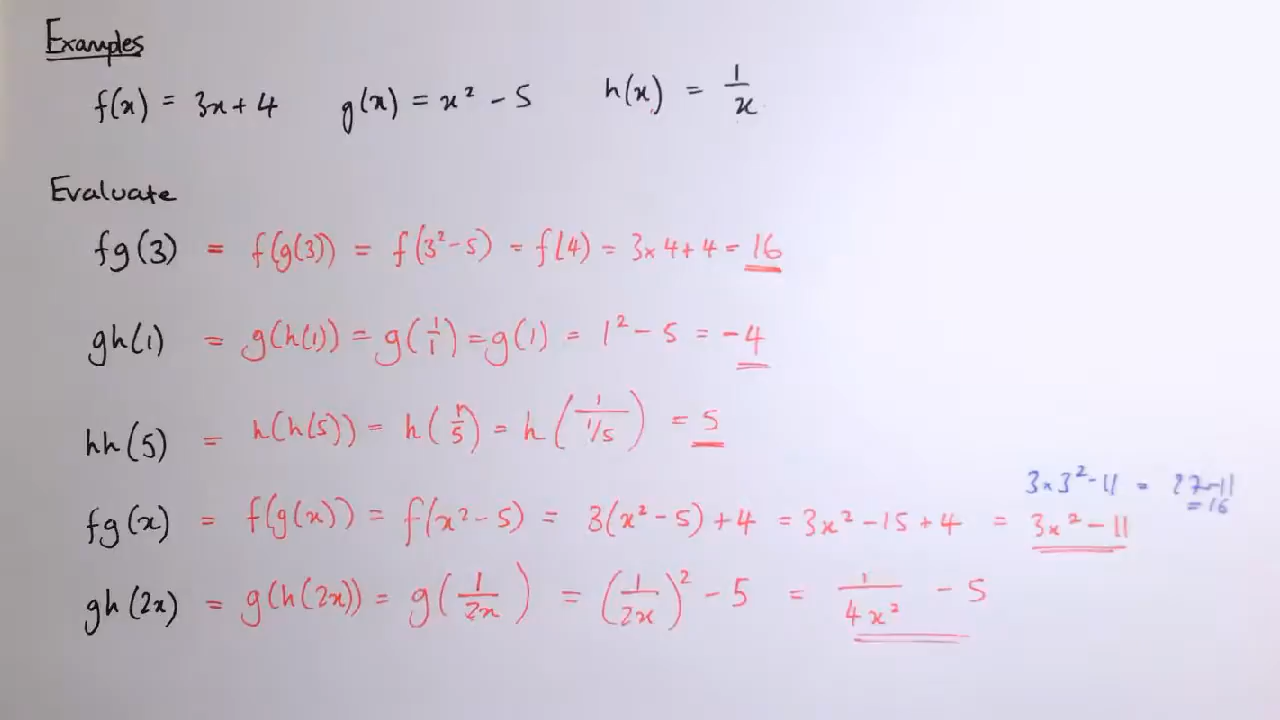 Examples
f(x) = 3x + 4 g(x) = x² - 5 h(x) = 1/x
Evaluate
fg(3) = f(g(3)) = f(3²-5) = f(4) = 3×4+4 = 16
gh(1) = g(h(1)) = g(1/1) = g(1) = 1² - 5 = -4
hh(5) = h(h(5)) = h(1/5) = h(1/(1/5)) = 5
3×3²-11 = 27-11
= 16
fg(x) = f(g(x)) = f(x²-5) = 3(x²-5)+4 = 3x²-15+4 = 3x²-11
gh(2x) = g(h(2x)) = g(1/2x) = (1/2x)² - 5 = 1/4x² - 5